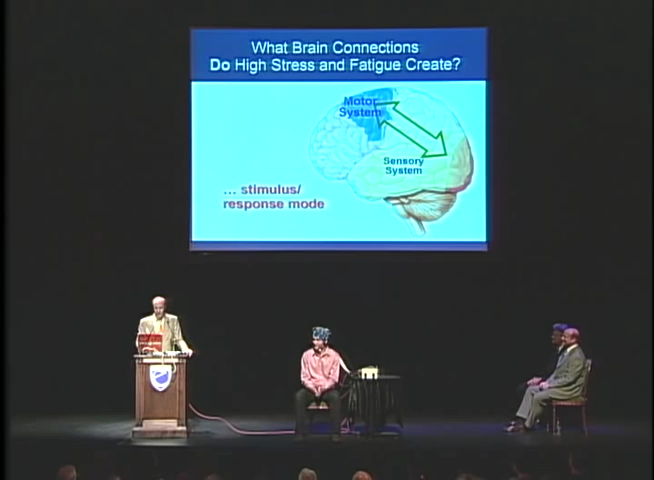 What Brain Connections
Do High Stress and Fatigue Create?
Motor
System
Sensory
System
... stimulus/
response mode